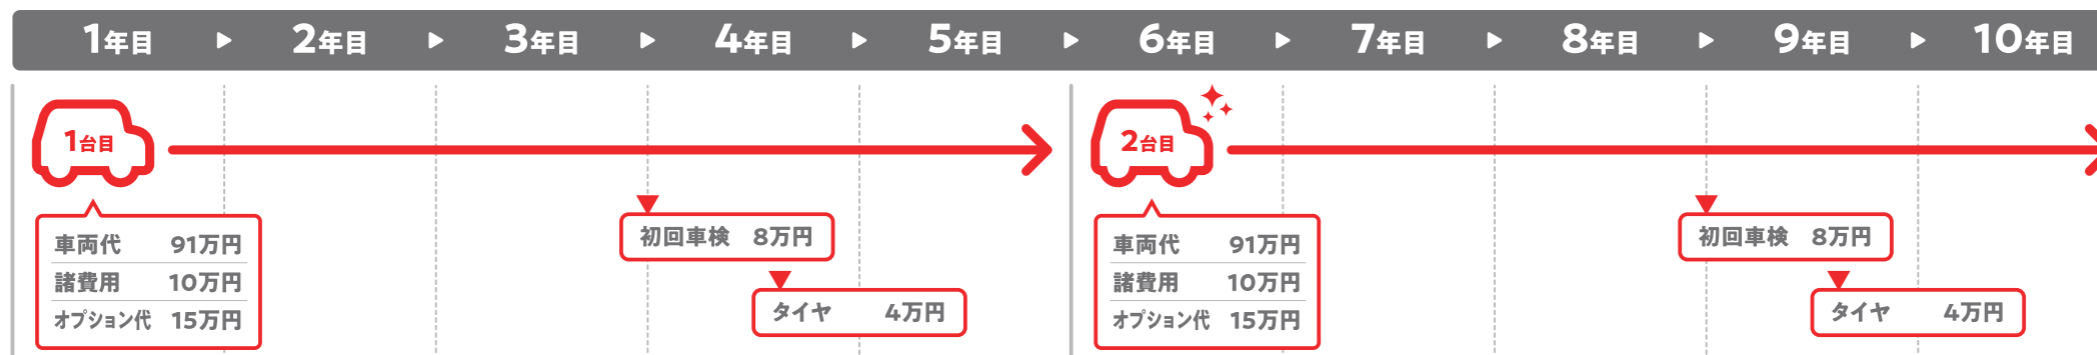 1年目 ▶ 2年目 ▶ 3年目 ▶ 4年目 ▶ 5年目 ▶ 6年目 ▶ 7年目 ▶ 8年目 ▶ 9年目 ▶ 10年目
1台目
車両代 91万円
諸費用 10万円
オプション代 15万円
初回車検 8万円
タイヤ 4万円
2台目
車両代 91万円
諸費用 10万円
オプション代 15万円
初回車検 8万円
タイヤ 4万円